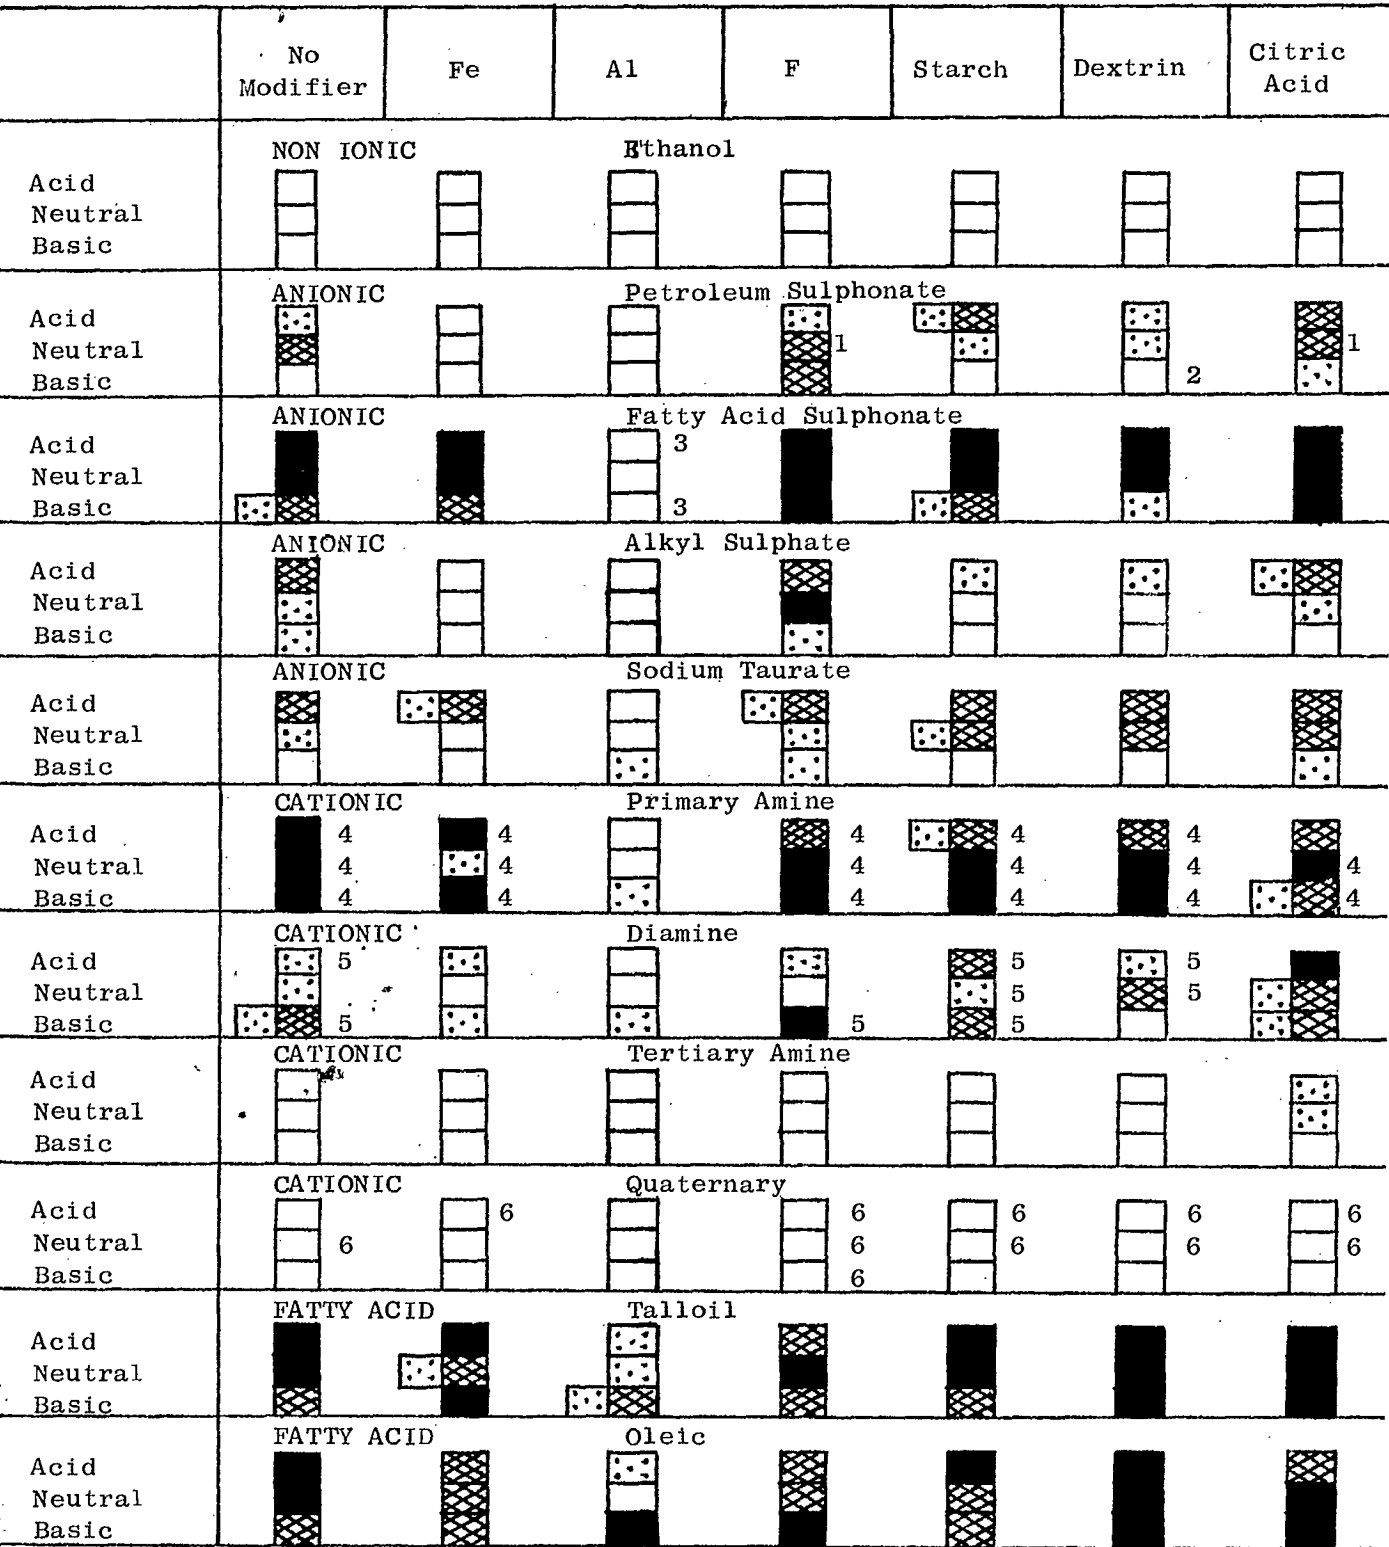 No Modifier Fe Al F Starch Dextrin Citric Acid
NON IONIC Ethanol
Acid
Neutral
Basic
ANIONIC Petroleum Sulphonate
Acid
Neutral 1 1
Basic 2
ANIONIC Fatty Acid Sulphonate
Acid 3
Neutral
Basic 3
ANIONIC Alkyl Sulphate
Acid
Neutral
Basic
ANIONIC Sodium Taurate
Acid
Neutral
Basic
CATIONIC Primary Amine
Acid 4 4 4 4 4
Neutral 4 4 4 4 4 4
Basic 4 4 4 4 4 4
CATIONIC Diamine
Acid 5 5 5
Neutral 5 5
Basic 5 5 5
CATIONIC Tertiary Amine
Acid
Neutral
Basic
CATIONIC Quaternary
Acid 6 6 6 6 6
Neutral 6 6 6 6 6
Basic 6
FATTY ACID Talloil
Acid
Neutral
Basic
FATTY ACID Oleic
Acid
Neutral
Basic